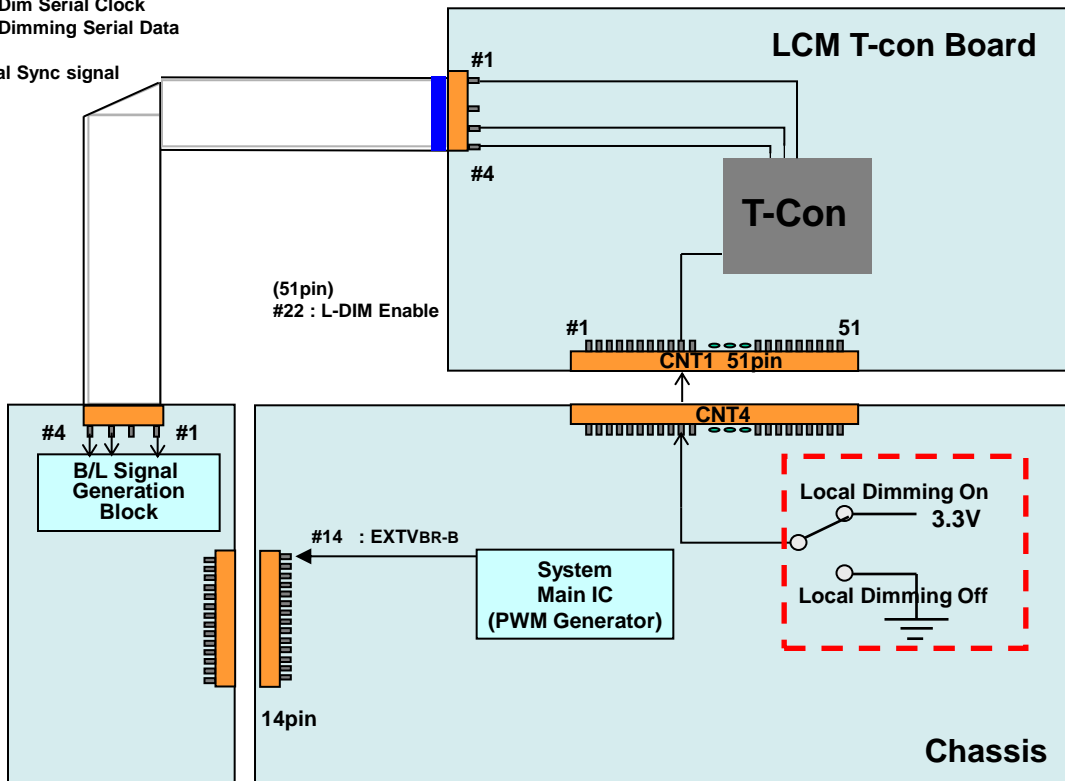 Dim Serial Clock
Dimming Serial Data
al Sync signal
LCM T-con Board
#1
#4
T-Con
(51pin)
#22 : L-DIM Enable
#1
51
CNT1 51pin
CNT4
#4
#1
B/L Signal
Generation
Block
Local Dimming On
3.3V
#14 : EXTVBR-B
System
Main IC
(PWM Generator)
Local Dimming Off
14pin
Chassis